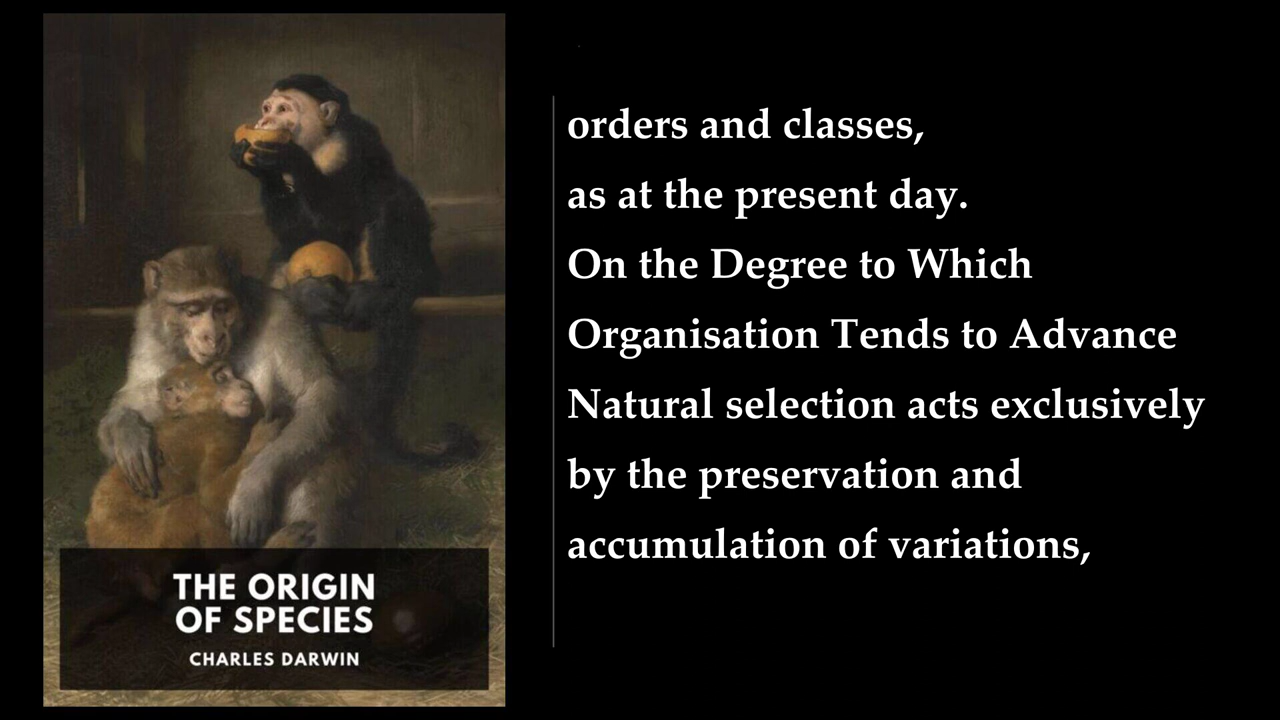 THE ORIGIN
OF SPECIES
CHARLES DARWIN
orders and classes,
as at the present day.
On the Degree to Which
Organisation Tends to Advance
Natural selection acts exclusively
by the preservation and
accumulation of variations,